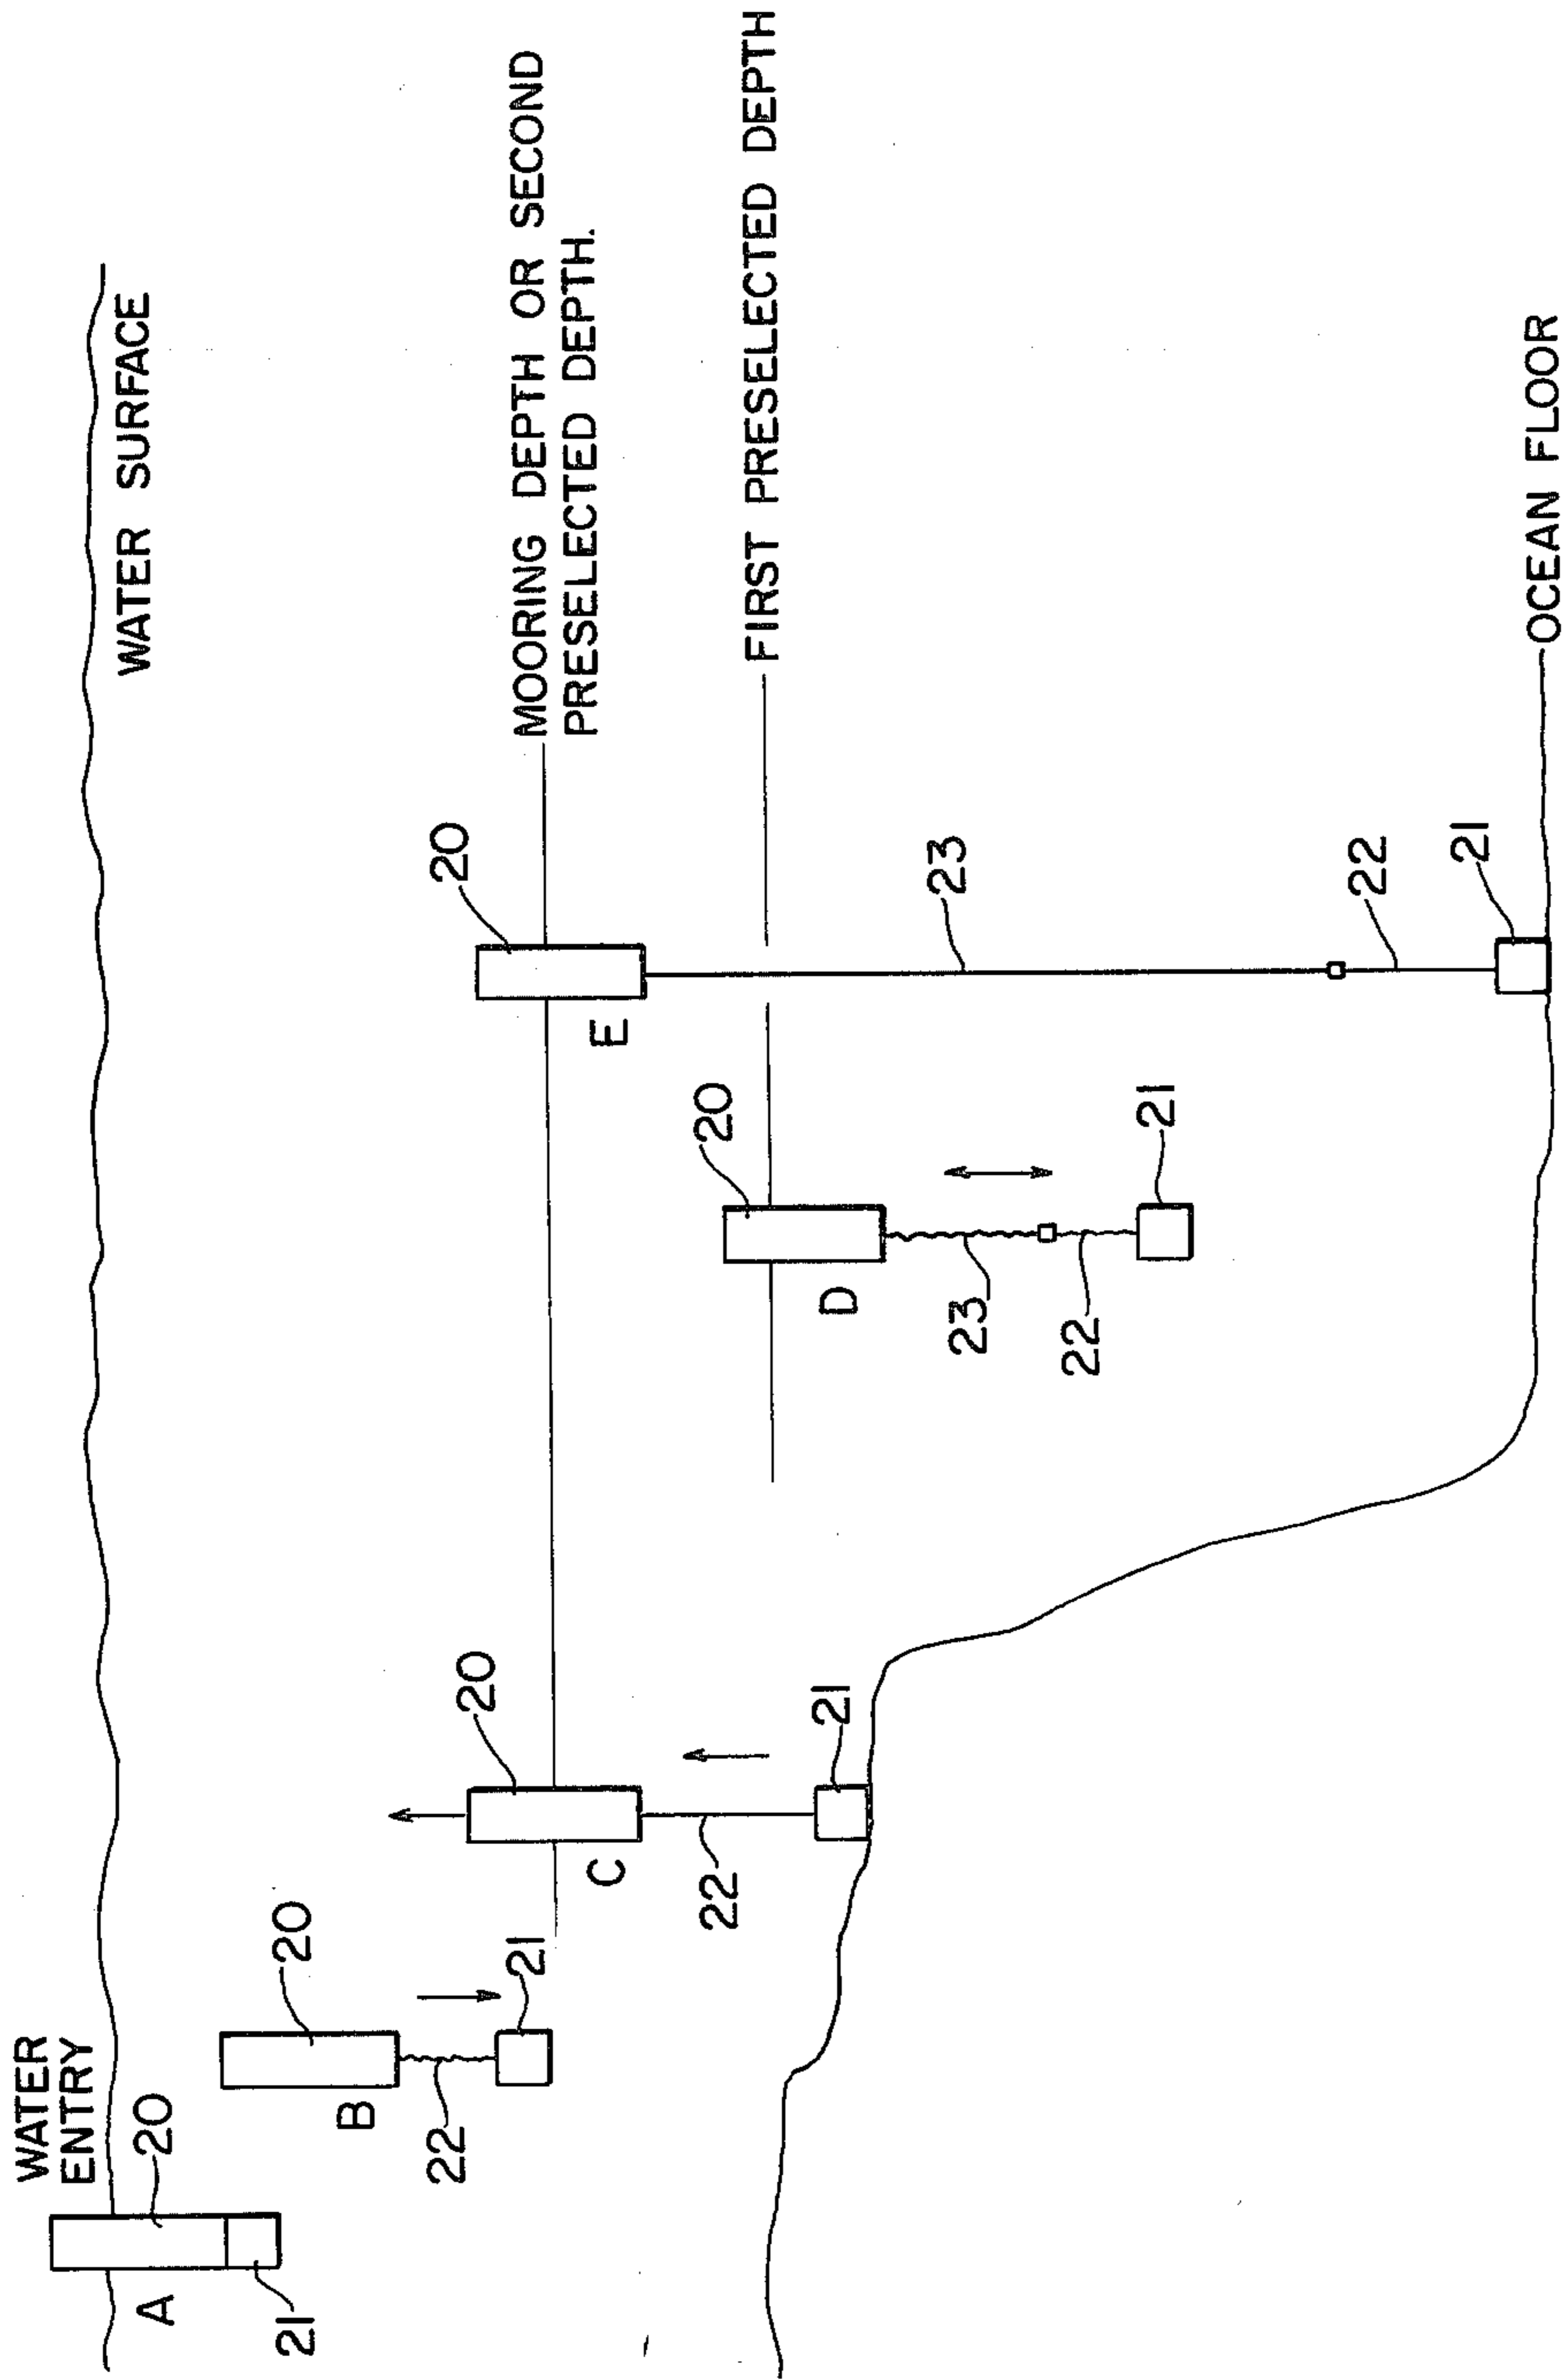 WATER
ENTRY
WATER SURFACE
20
A
21
20
B
22
21
MOORING DEPTH OR SECOND
PRESELECTED DEPTH.
20
C
22
21
20
E
23
22
21
FIRST PRESELECTED DEPTH
20
D
23
22
21
OCEAN FLOOR